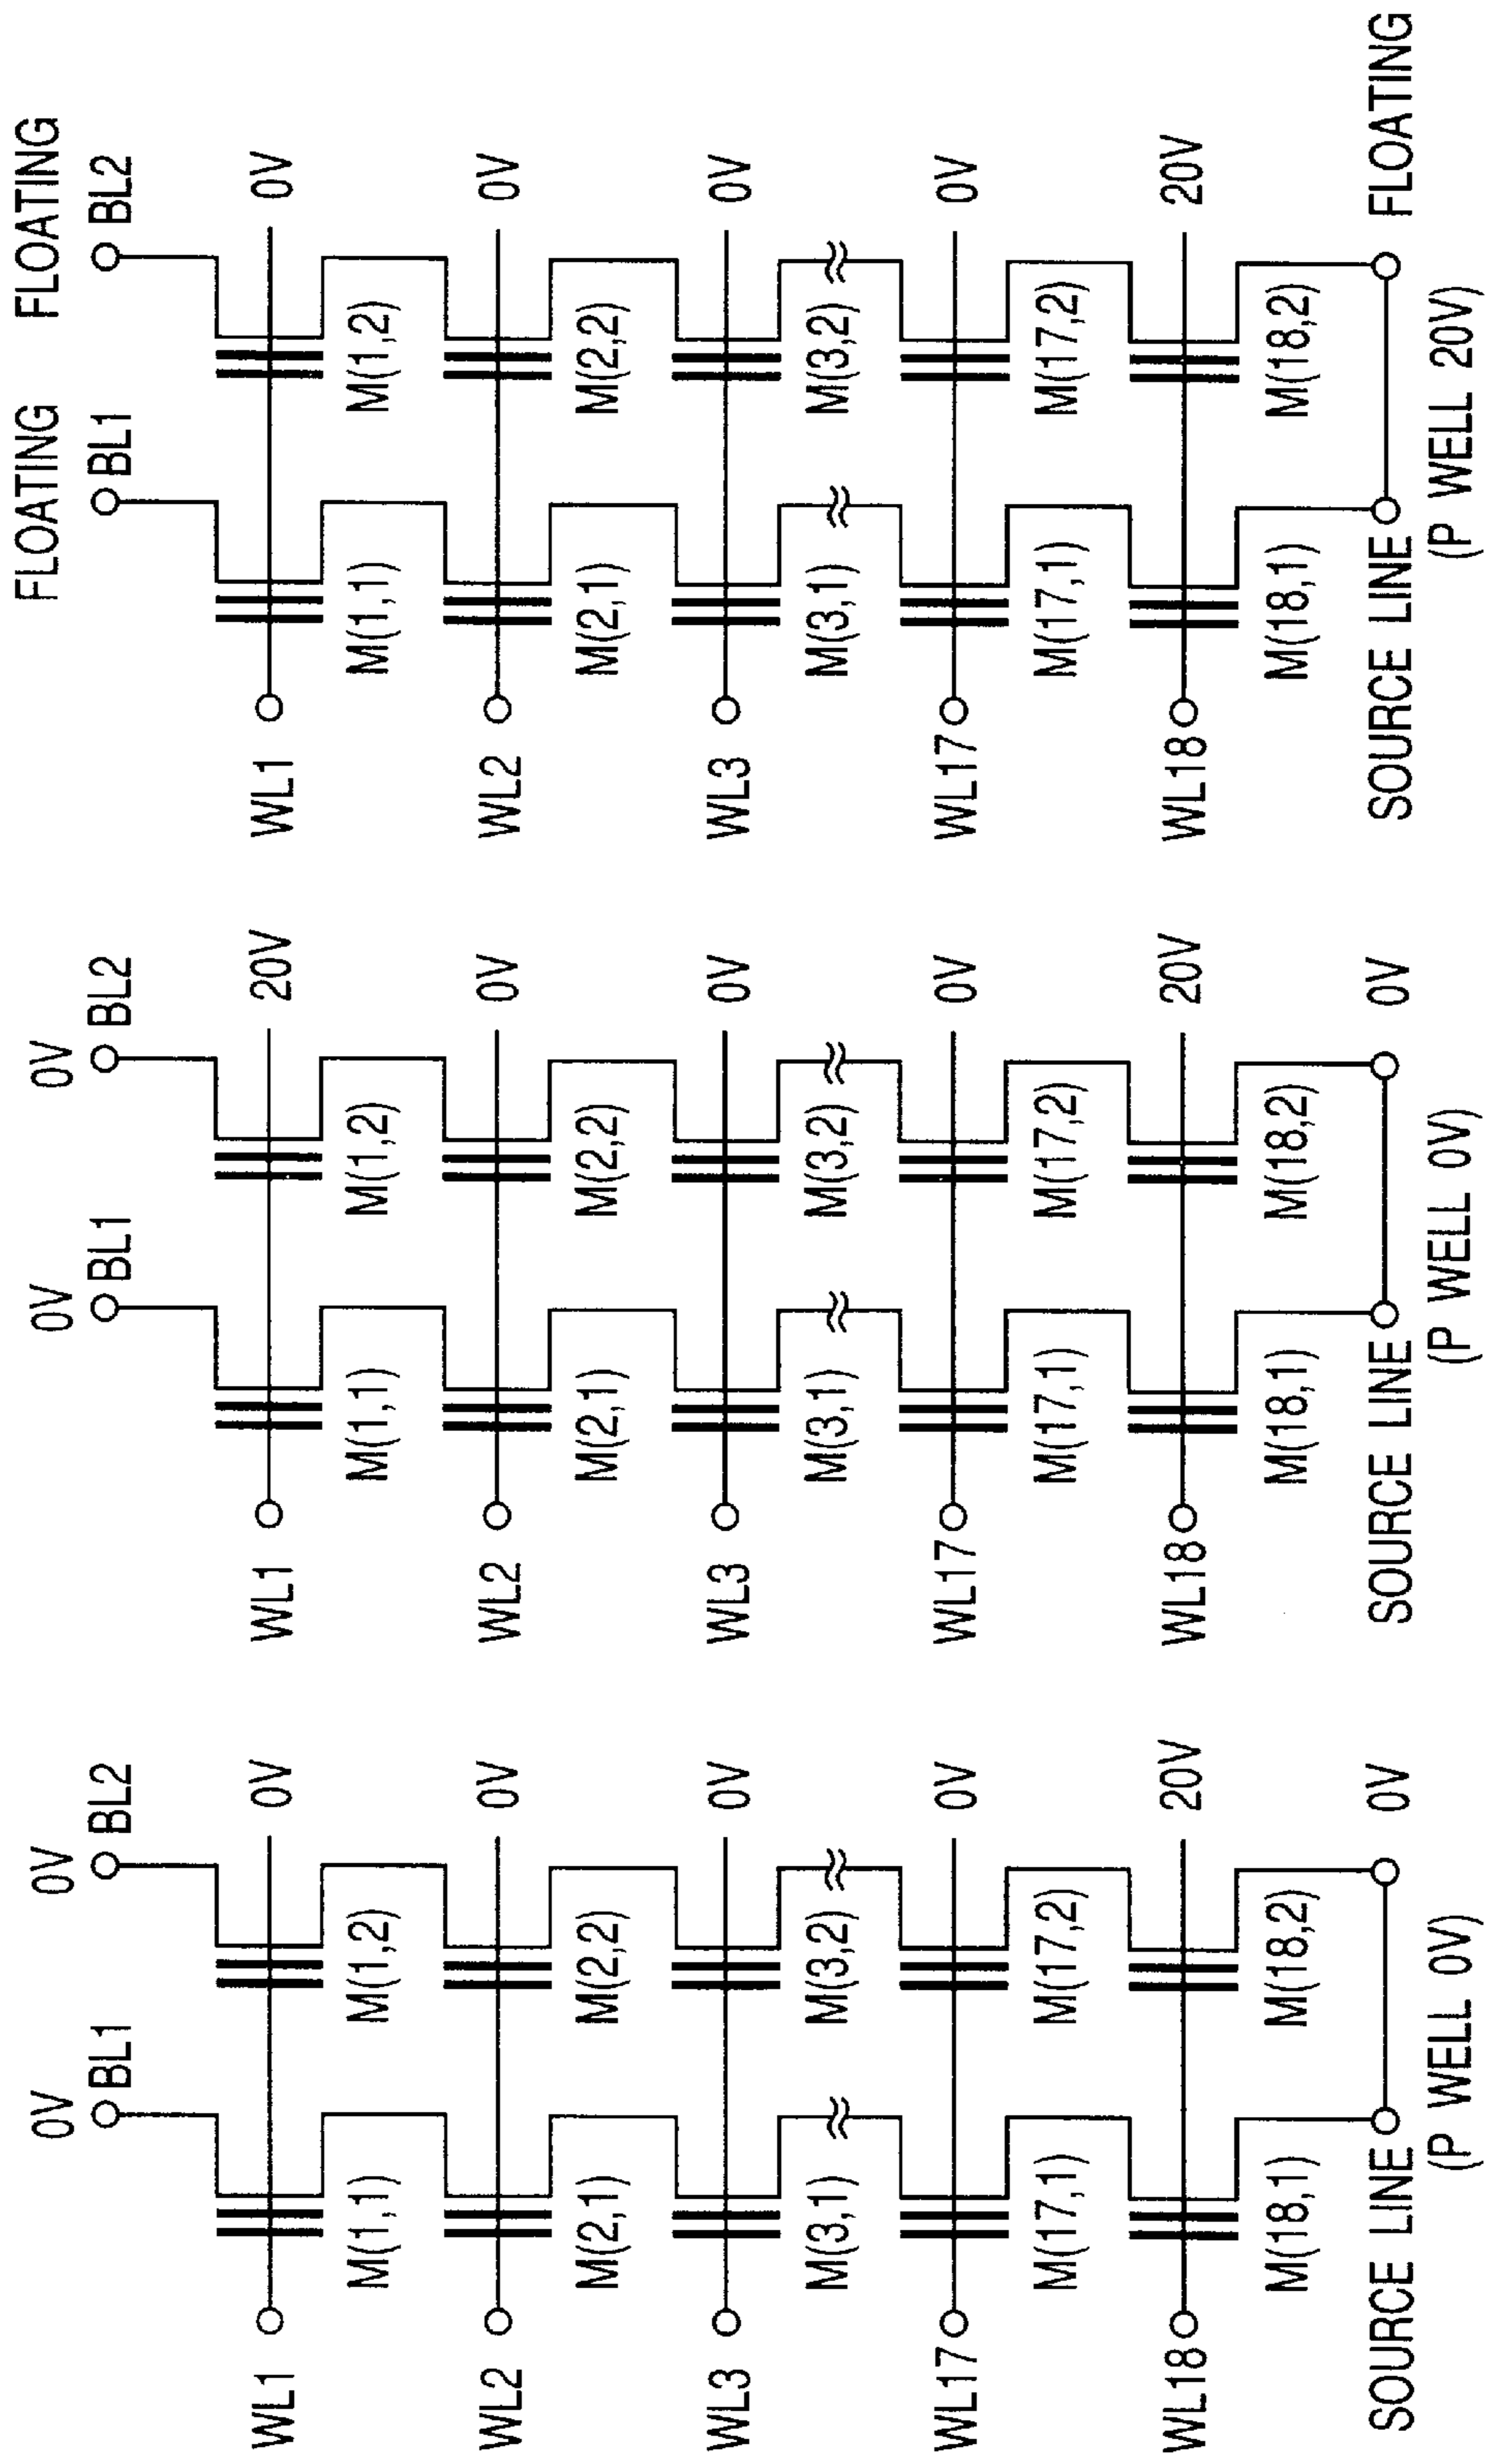 0V 0V
BL1 BL2
WL1 0V
M(1,1) M(1,2)
WL2 0V
M(2,1) M(2,2)
WL3 0V
M(3,1) M(3,2)
WL17 0V
M(17,1) M(17,2)
WL18 20V
M(18,1) M(18,2)
SOURCE LINE 0V
(P WELL 0V)
0V 0V
BL1 BL2
WL1 20V
M(1,1) M(1,2)
WL2 0V
M(2,1) M(2,2)
WL3 0V
M(3,1) M(3,2)
WL17 0V
M(17,1) M(17,2)
WL18 20V
M(18,1) M(18,2)
SOURCE LINE 0V
(P WELL 0V)
FLOATING FLOATING
BL1 BL2
WL1 0V
M(1,1) M(1,2)
WL2 0V
M(2,1) M(2,2)
WL3 0V
M(3,1) M(3,2)
WL17 0V
M(17,1) M(17,2)
WL18 20V
M(18,1) M(18,2)
SOURCE LINE FLOATING
(P WELL 20V)